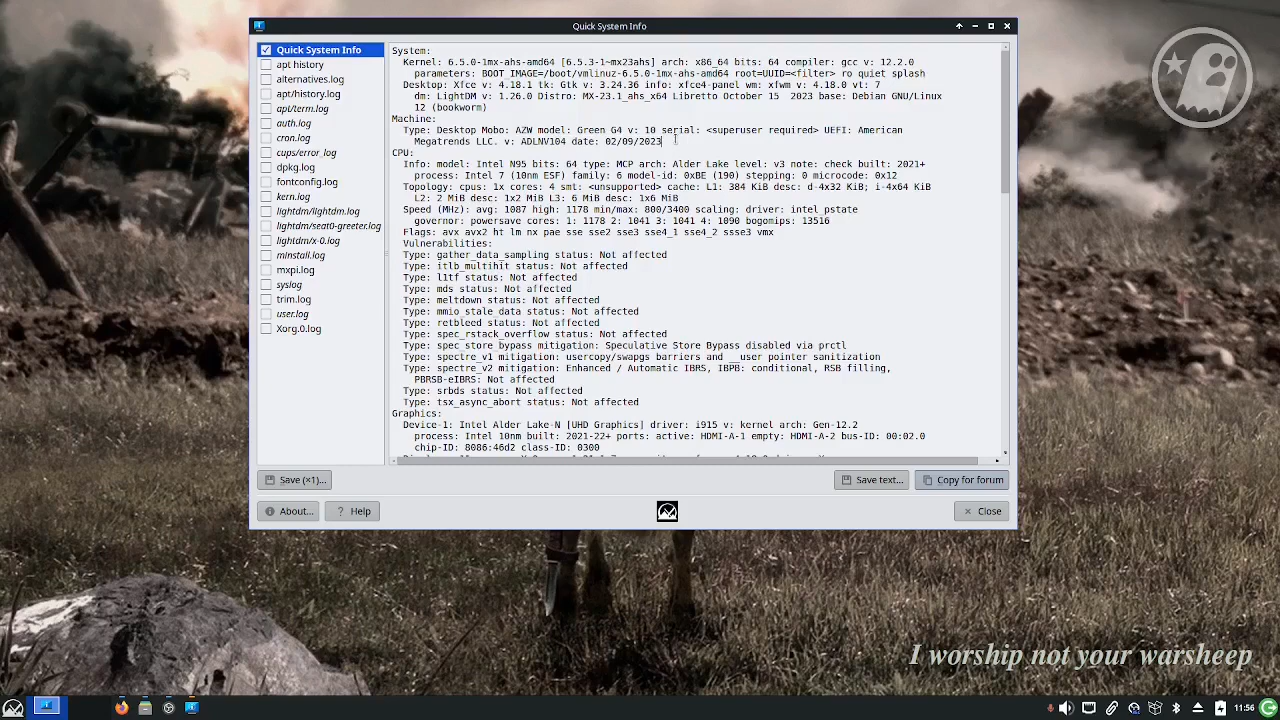 Quick System Info
Quick System Info
apt history
alternatives.log
apt/history.log
apt/term.log
auth.log
cron.log
cups/error_log
dpkg.log
fontconfig.log
kern.log
lightdm/lightdm.log
lightdm/seat0-greeter.log
lightdm/x-0.log
minstall.log
mxpi.log
syslog
trim.log
user.log
Xorg.0.log
System:
Kernel: 6.5.0-1mx-ahs-amd64 [6.5.3-1~mx23ahs] arch: x86_64 bits: 64 compiler: gcc v: 12.2.0
parameters: BOOT_IMAGE=/boot/vmlinuz-6.5.0-1mx-ahs-amd64 root=UUID=<filter> ro quiet splash
Desktop: Xfce v: 4.18.1 tk: Gtk v: 3.24.36 info: xfce4-panel wm: xfwm v: 4.18.0 vt: 7
dm: LightDM v: 1.26.0 Distro: MX-23.1_ahs_x64 Libretto October 15  2023 base: Debian GNU/Linux
12 (bookworm)
Machine:
Type: Desktop Mobo: AZW model: Green G4 v: 10 serial: <superuser required> UEFI: American
Megatrends LLC. v: ADLNV104 date: 02/09/2023
CPU:
Info: model: Intel N95 bits: 64 type: MCP arch: Alder Lake level: v3 note: check built: 2021+
process: Intel 7 (10nm ESF) family: 6 model-id: 0xBE (190) stepping: 0 microcode: 0x12
Topology: cpus: 1x cores: 4 smt: <unsupported> cache: L1: 384 KiB desc: d-4x32 KiB; i-4x64 KiB
L2: 2 MiB desc: 1x2 MiB L3: 6 MiB desc: 1x6 MiB
Speed (MHz): avg: 1087 high: 1178 min/max: 800/3400 scaling: driver: intel_pstate
governor: powersave cores: 1: 1178 2: 1041 3: 1041 4: 1090 bogomips: 13516
Flags: avx avx2 ht lm nx pae sse sse2 sse3 sse4_1 sse4_2 ssse3 vmx
Vulnerabilities:
Type: gather_data_sampling status: Not affected
Type: itlb_multihit status: Not affected
Type: l1tf status: Not affected
Type: mds status: Not affected
Type: meltdown status: Not affected
Type: mmio_stale_data status: Not affected
Type: retbleed status: Not affected
Type: spec_rstack_overflow status: Not affected
Type: spec_store_bypass mitigation: Speculative Store Bypass disabled via prctl
Type: spectre_v1 mitigation: usercopy/swapgs barriers and __user pointer sanitization
Type: spectre_v2 mitigation: Enhanced / Automatic IBRS, IBPB: conditional, RSB filling,
PBRSB-eIBRS: Not affected
Type: srbds status: Not affected
Type: tsx_async_abort status: Not affected
Graphics:
Device-1: Intel Alder Lake-N [UHD Graphics] driver: i915 v: kernel arch: Gen-12.2
process: Intel 10nm built: 2021-22+ ports: active: HDMI-A-1 empty: HDMI-A-2 bus-ID: 00:02.0
chip-ID: 8086:46d2 class-ID: 0300
Save (×1)...
Save text...
Copy for forum
About...
Help
Close
I worship not your warsheep
11:56